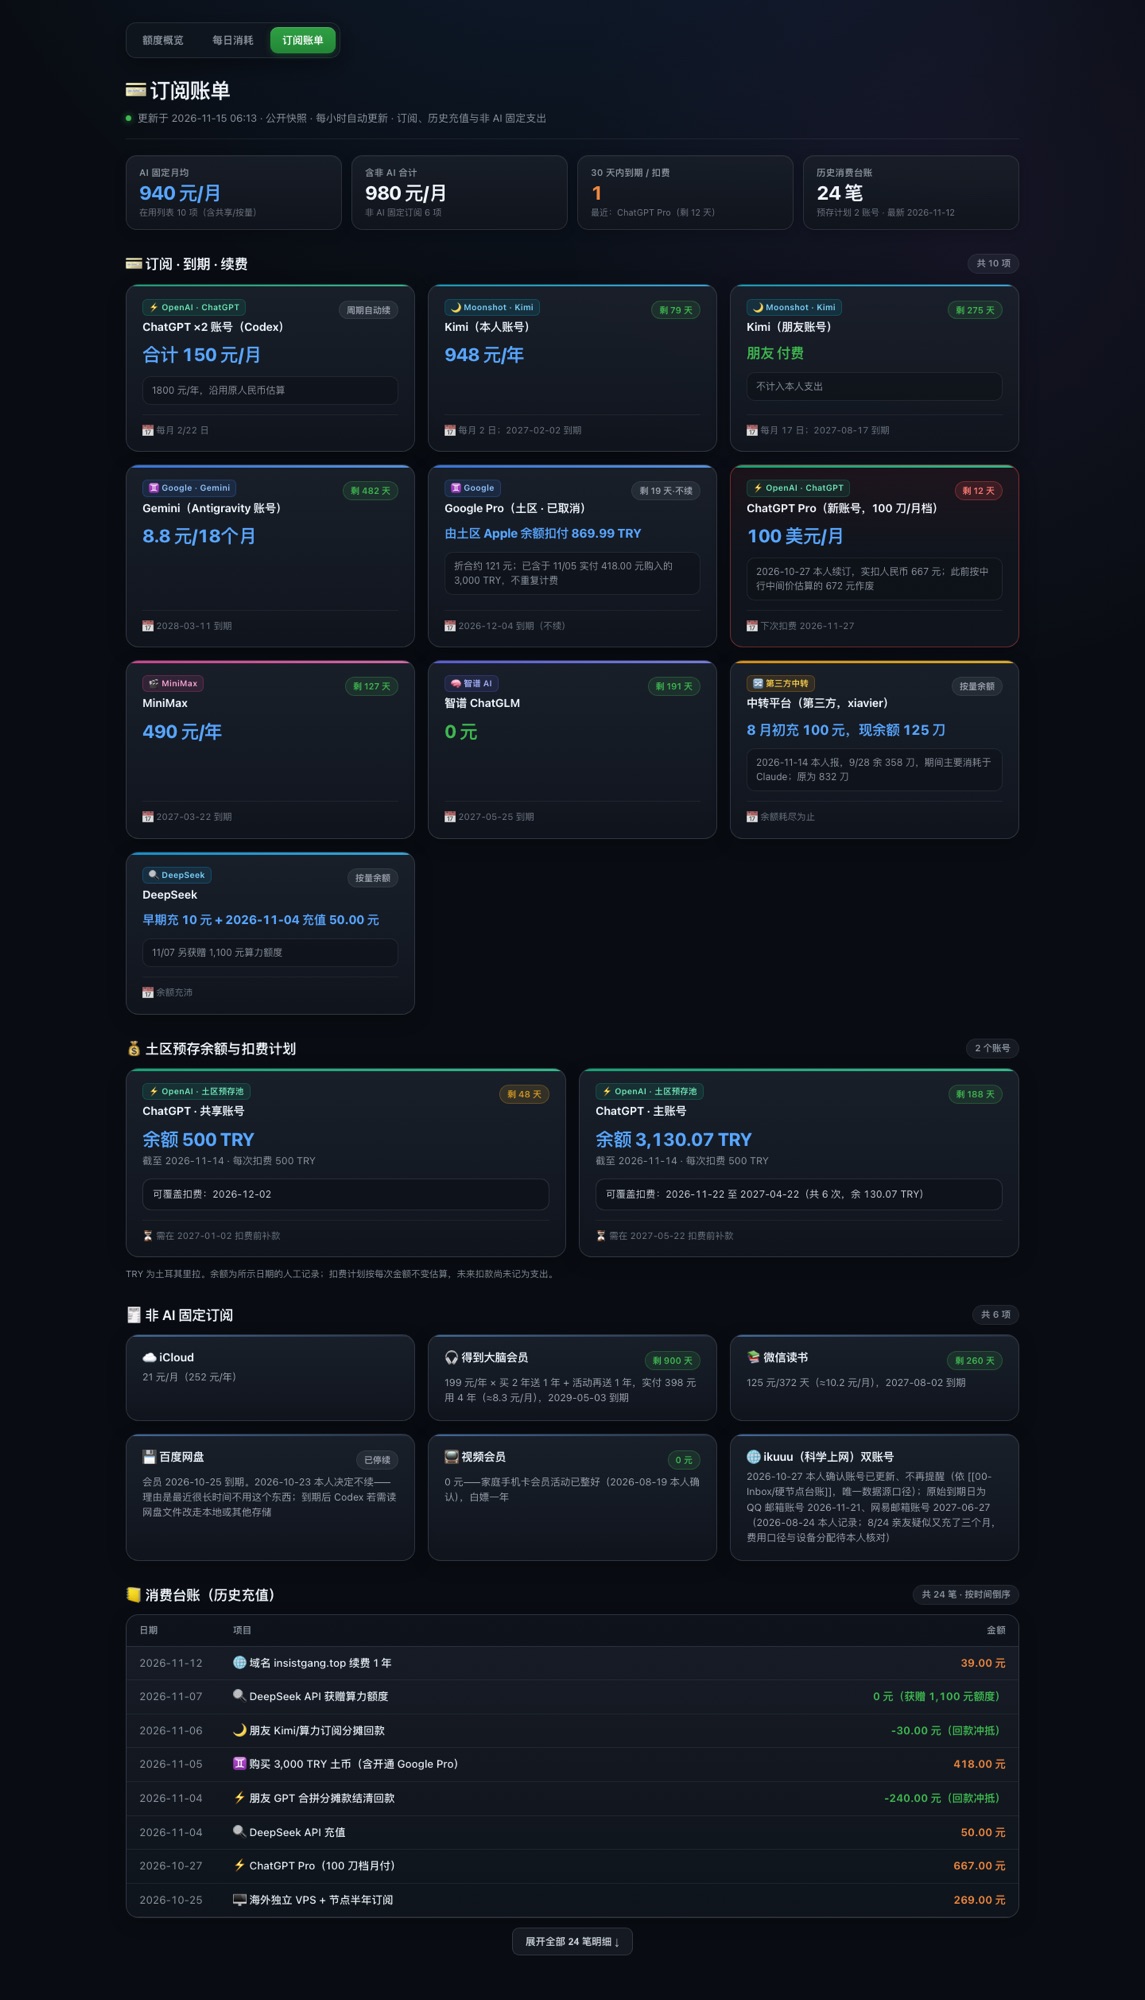 额度概览
每日消耗
订阅账单
订阅账单
更新于 2026-11-15 06:13 · 公开快照 · 每小时自动更新 · 订阅、历史充值与非 AI 固定支出
AI 固定月均
940 元/月
在用列表 10 项（含共享/按量）
含非 AI 合计
980 元/月
非 AI 固定订阅 6 项
30 天内到期 / 扣费
1
最近：ChatGPT Pro（剩 12 天）
历史消费台账
24 笔
预存计划 2 账号 · 最新 2026-11-12
订阅 · 到期 · 续费
共 10 项
OpenAI · ChatGPT
周期自动续
ChatGPT ×2 账号（Codex）
合计 150 元/月
1800 元/年，沿用原人民币估算
每月 2/22 日
Moonshot · Kimi
剩 79 天
Kimi（本人账号）
948 元/年
每月 2 日；2027-02-02 到期
Moonshot · Kimi
剩 275 天
Kimi（朋友账号）
朋友 付费
不计入本人支出
每月 17 日；2027-08-17 到期
Google · Gemini
剩 482 天
Gemini（Antigravity 账号）
8.8 元/18个月
2028-03-11 到期
Google
剩 19 天·不续
Google Pro（土区 · 已取消）
由土区 Apple 余额扣付 869.99 TRY
折合约 121 元；已含于 11/05 实付 418.00 元购入的
3,000 TRY，不重复计费
2026-12-04 到期（不续）
OpenAI · ChatGPT
剩 12 天
ChatGPT Pro（新账号，100 刀/月档）
100 美元/月
2026-10-27 本人续订，实扣人民币 667 元；此前按中
行中间价估算的 672 元作废
下次扣费 2026-11-27
MiniMax
剩 127 天
MiniMax
490 元/年
2027-03-22 到期
智谱 AI
剩 191 天
智谱 ChatGLM
0 元
2027-05-25 到期
第三方中转
按量余额
中转平台（第三方，xiavier）
8 月初充 100 元，现余额 125 刀
2026-11-14 本人报，9/28 余 358 刀，期间主要消耗于
Claude；原为 832 刀
余额耗尽为止
DeepSeek
按量余额
DeepSeek
早期充 10 元 + 2026-11-04 充值 50.00 元
11/07 另获赠 1,100 元算力额度
余额充沛
土区预存余额与扣费计划
2 个账号
OpenAI · 土区预存池
剩 48 天
ChatGPT · 共享账号
余额 500 TRY
截至 2026-11-14 · 每次扣费 500 TRY
可覆盖扣费：2026-12-02
需在 2027-01-02 扣费前补款
OpenAI · 土区预存池
剩 188 天
ChatGPT · 主账号
余额 3,130.07 TRY
截至 2026-11-14 · 每次扣费 500 TRY
可覆盖扣费：2026-11-22 至 2027-04-22（共 6 次，余 130.07 TRY）
需在 2027-05-22 扣费前补款
TRY 为土耳其里拉。余额为所示日期的人工记录；扣费计划按每次金额不变估算，未来扣款尚未记为支出。
非 AI 固定订阅
共 6 项
iCloud
21 元/月（252 元/年）
得到大脑会员
剩 900 天
199 元/年 × 买 2 年送 1 年 + 活动再送 1 年，实付 398 元
用 4 年（≈8.3 元/月），2029-05-03 到期
微信读书
剩 260 天
125 元/372 天（≈10.2 元/月），2027-08-02 到期
百度网盘
已停续
会员 2026-10-25 到期。2026-10-23 本人决定不续——
理由是最近很长时间不用这个东西；到期后 Codex 若需读
网盘文件改走本地或其他存储
视频会员
0 元
0 元——家庭手机卡会员活动已整好（2026-08-19 本人确
认），白嫖一年
ikuuu（科学上网）双账号
2026-10-27 本人确认账号已更新、不再提醒（依 [[00-
Inbox/硬节点台账]]，唯一数据源口径）；原始到期日为
QQ 邮箱账号 2026-11-21、网易邮箱账号 2027-06-27
（2026-08-24 本人记录；8/24 亲友疑似又充了三个月，
费用口径与设备分配待本人核对）
消费台账（历史充值）
共 24 笔 · 按时间倒序
日期 项目 金额
2026-11-12 域名 insistgang.top 续费 1 年 39.00 元
2026-11-07 DeepSeek API 获赠算力额度 0 元（获赠 1,100 元额度）
2026-11-06 朋友 Kimi/算力订阅分摊回款 -30.00 元（回款冲抵）
2026-11-05 购买 3,000 TRY 土币（含开通 Google Pro） 418.00 元
2026-11-04 朋友 GPT 合拼分摊款结清回款 -240.00 元（回款冲抵）
2026-11-04 DeepSeek API 充值 50.00 元
2026-10-27 ChatGPT Pro（100 刀档月付） 667.00 元
2026-10-25 海外独立 VPS + 节点半年订阅 269.00 元
展开全部 24 笔明细 ↓